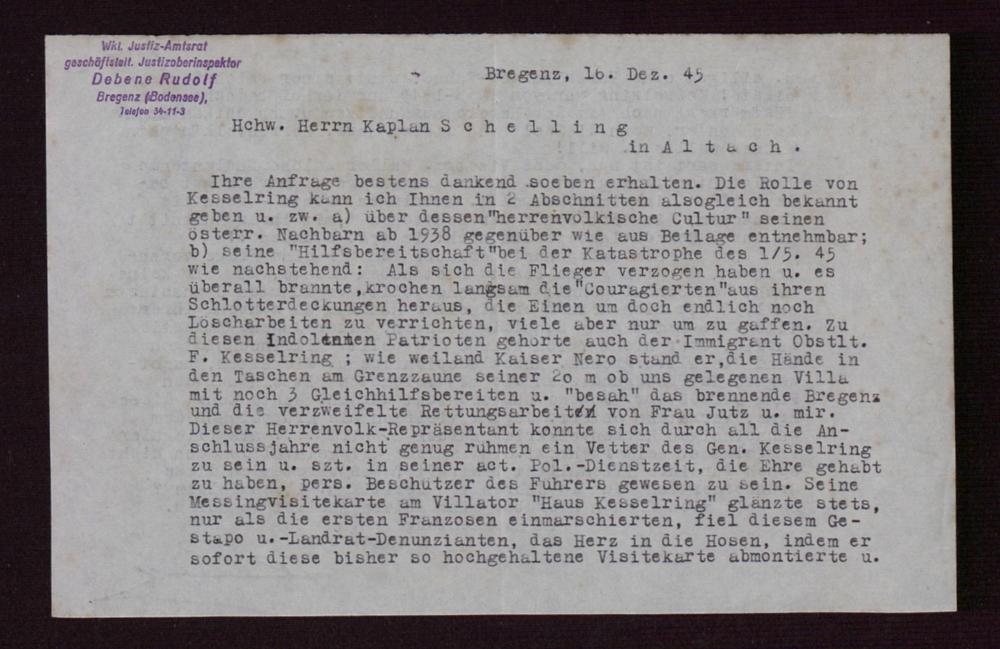 Wkl. Justiz-Amtsrat
geschäftsleit. Justizoberinspektor
Debene Rudolf
Bregenz (Bodensee),
Telefon 34-11-3
Bregenz, 16. Dez. 45
Hchw. Herrn Kaplan S c h e l l i n g
in A l t a c h .
Ihre Anfrage bestens dankend soeben erhalten. Die Rolle von
Kesselring kann ich Ihnen in 2 Abschnitten alsogleich bekannt
geben u. zw. a) über dessen"herrenvölkische Cultur" seinen
österr. Nachbarn ab 1938 gegenüber wie aus Beilage entnehmbar;
b) seine "Hilfsbereitschaft"bei der Katastrophe des 1/5. 45
wie nachstehend: Als sich die Flieger verzogen haben u. es
überall brannte,krochen langsam die"Couragierten"aus ihren
Schlotterdeckungen heraus, die Einen um doch endlich noch
Löscharbeiten zu verrichten, viele aber nur um zu gaffen. Zu
diesen Indolenten Patrioten gehörte auch der Immigrant Obstlt.
F. Kesselring ; wie weiland Kaiser Nero stand er,die Hände in
den Taschen am Grenzzaune seiner 2o m ob uns gelegenen Villa
mit noch 3 Gleichhilfsbereiten u. "besah" das brennende Bregenz
und die verzweifelte Rettungsarbeit von Frau Jutz u. mir.
Dieser Herrenvolk-Repräsentant konnte sich durch all die An-
schlussjahre nicht genug rühmen ein Vetter des Gen. Kesselring
zu sein u. szt. in seiner act. Pol.-Dienstzeit, die Ehre gehabt
zu haben, pers. Beschützer des Führers gewesen zu sein. Seine
Messingvisitekarte am Villator "Haus Kesselring" glänzte stets,
nur als die ersten Franzosen einmarschierten, fiel diesem Ge-
stapo u.-Landrat-Denunzianten, das Herz in die Hosen, indem er
sofort diese bisher so hochgehaltene Visitekarte abmontierte u.